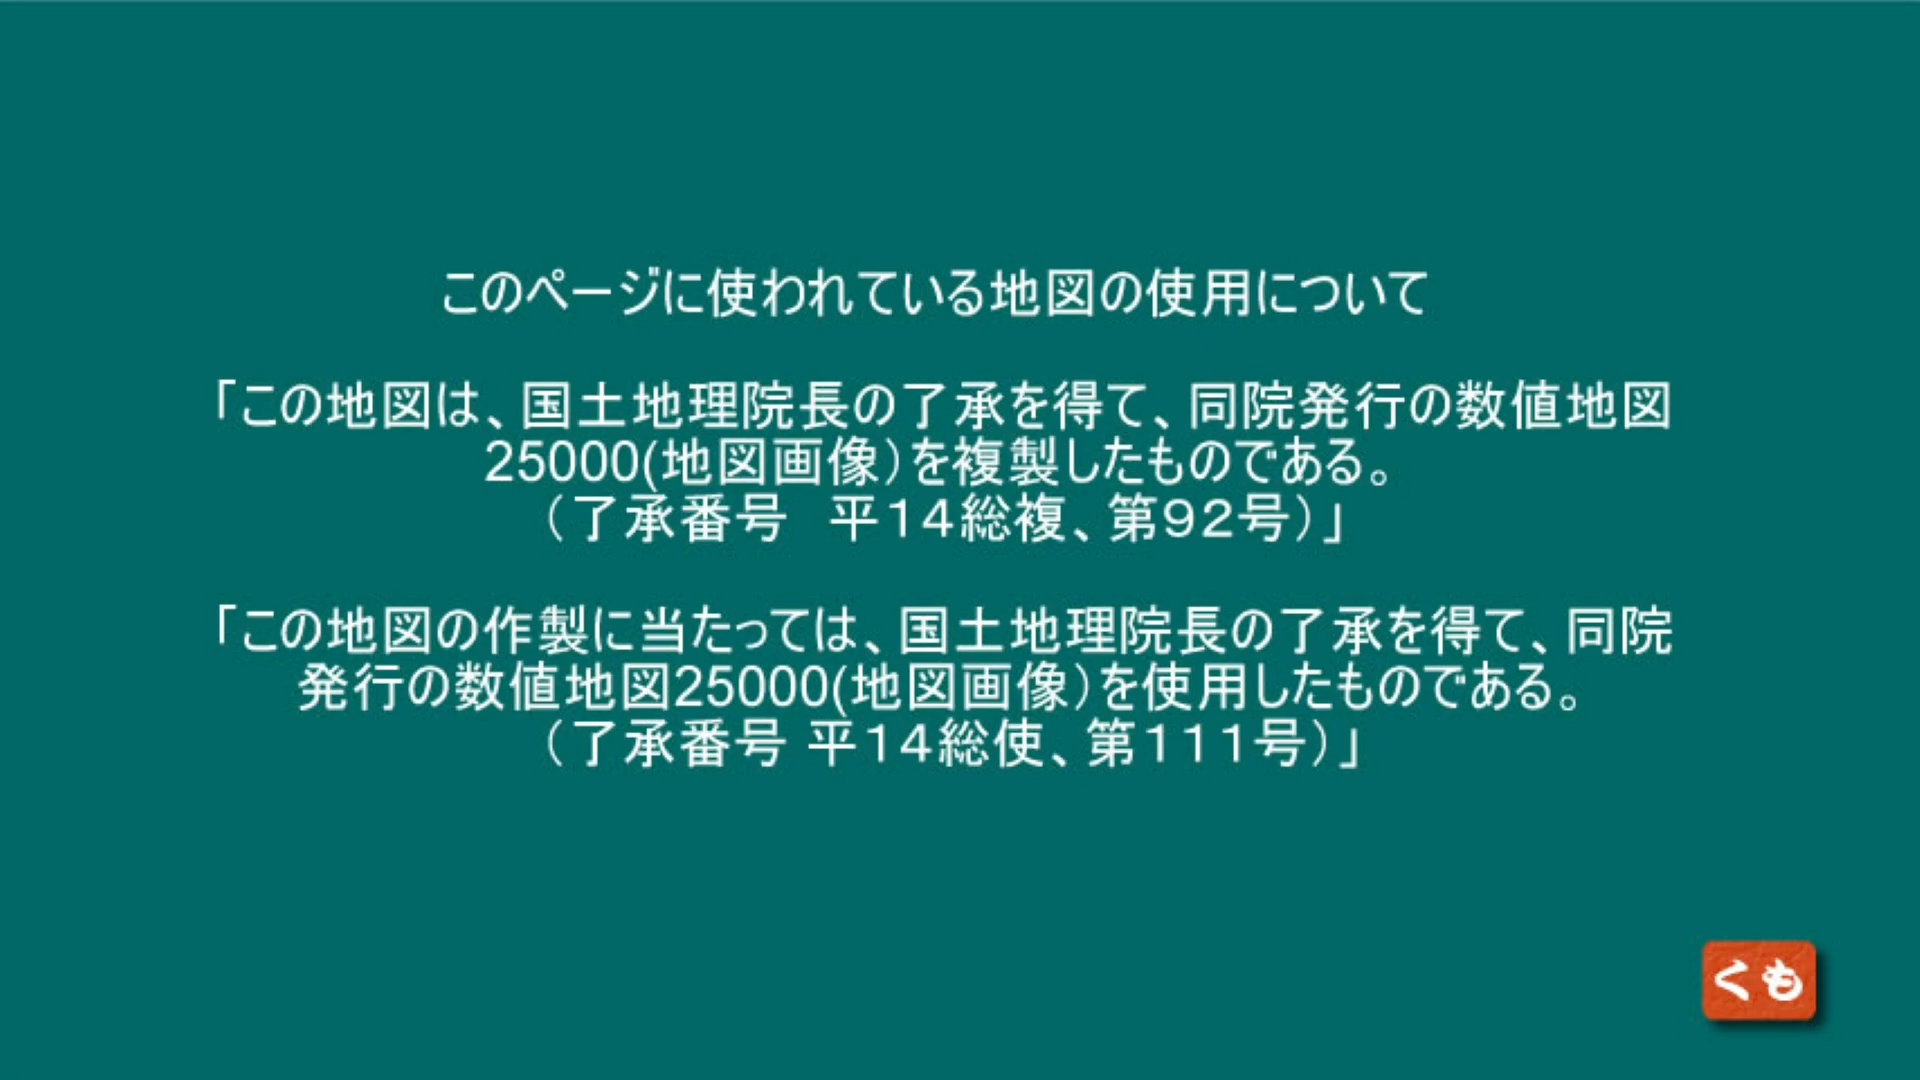 このページに使われている地図の使用について
「この地図は、国土地理院長の了承を得て、同院発行の数値地図
25000(地図画像）を複製したものである。
（了承番号　平１４総複、第９２号）」
「この地図の作製に当たっては、国土地理院長の了承を得て、同院
発行の数値地図25000(地図画像）を使用したものである。
（了承番号 平１４総使、第１１１号）」
くも